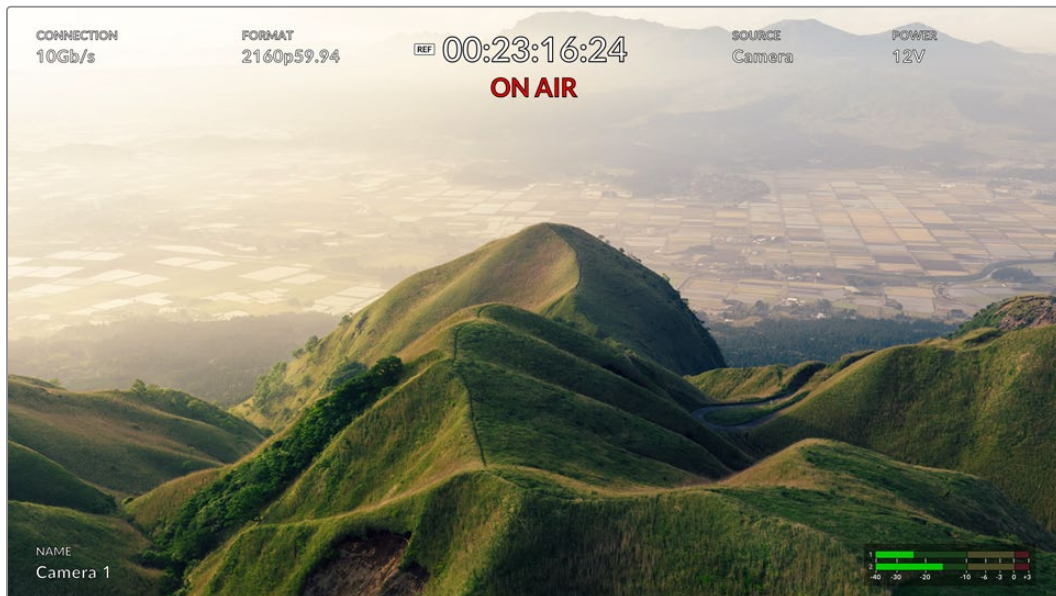 CONNECTION
10Gb/s
FORMAT
2160p59.94
REF 00:23:16:24
ON AIR
SOURCE
Camera
POWER
12V
NAME
Camera 1
1
2
-40 -30 -20 -10 -6 -3 0 +3